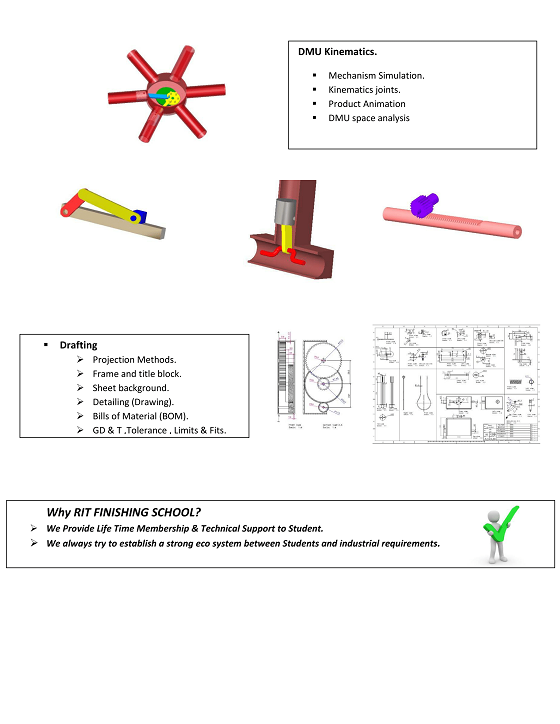 DMU Kinematics.
▪ Mechanism Simulation.
▪ Kinematics joints.
▪ Product Animation
▪ DMU space analysis
▪ Drafting
➢ Projection Methods.
➢ Frame and title block.
➢ Sheet background.
➢ Detailing (Drawing).
➢ Bills of Material (BOM).
➢ GD & T ,Tolerance , Limits & Fits.
Why RIT FINISHING SCHOOL?
➢ We Provide Life Time Membership & Technical Support to Student.
➢ We always try to establish a strong eco system between Students and industrial requirements.